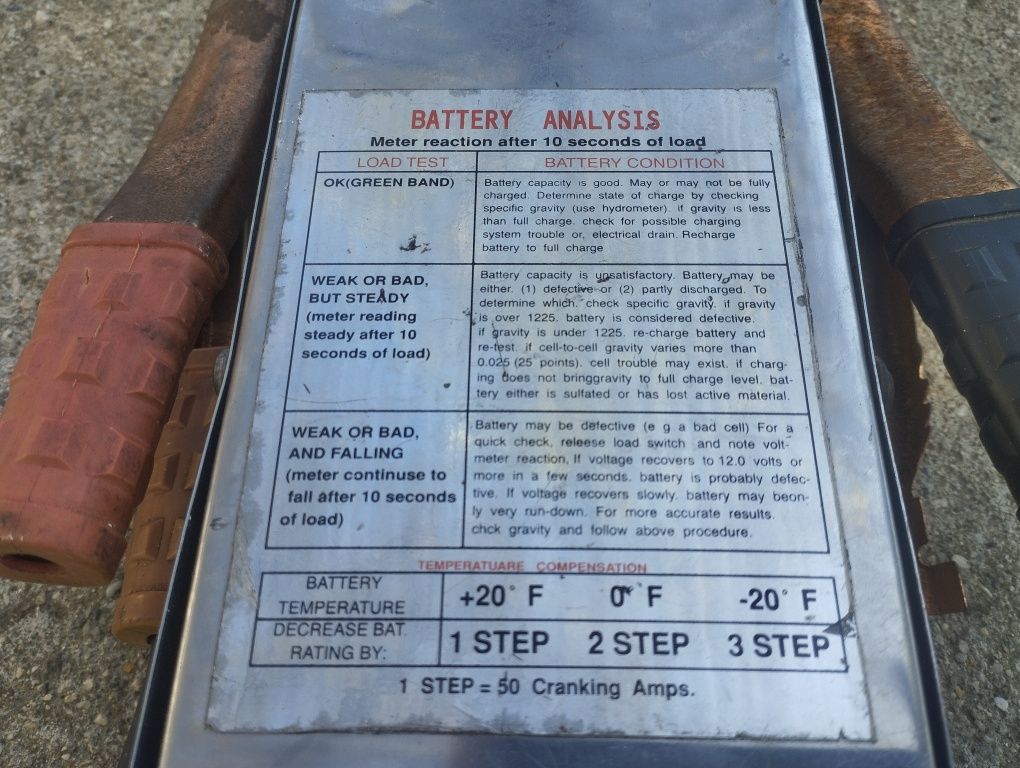 BATTERY ANALYSIS
Meter reaction after 10 seconds of load
LOAD TEST
BATTERY CONDITION
OK(GREEN BAND)
Battery capacity is good. May or may not be fully
charged. Determine state of charge by checking
specific gravity (use hydrometer). if gravity is less
than full charge. check for possible charging
system trouble or, electrical drain. Recharge
battery to full charge
WEAK OR BAD,
BUT STEADY
(meter reading
steady after 10
seconds of load)
Battery capacity is unsatisfactory. Battery may be
either. (1) defective or (2) partly discharged. To
determine which. check specific gravity. if gravity
is over 1225. battery is considered defective.
if gravity is under 1225. re-charge battery and
re-test. if cell-to-cell gravity varies more than
0.025 (25 points). cell trouble may exist. if charg-
ing does not bringgravity to full charge level. bat-
tery either is sulfated or has lost active material.
WEAK OR BAD,
AND FALLING
(meter continuse to
fall after 10 seconds
of load)
Battery may be defective (e g a bad cell) For a
quick check, releese load switch and note volt-
meter reaction, If voltage recovers to 12.0 volts or
more in a few seconds. battery is probably defec-
tive. If voltage recovers slowly. battery may beon-
ly very run-down. For more accurate results.
chck gravity and follow above procedure.
TEMPERATUARE COMPENSATION
BATTERY
TEMPERATURE
+20° F 0° F -20° F
DECREASE BAT.
RATING BY:
1 STEP 2 STEP 3 STEP
1 STEP = 50 Cranking Amps.